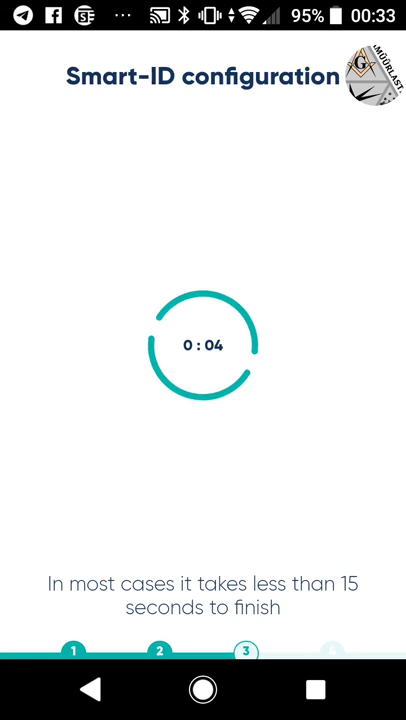 95% 00:33
Smart-ID configuration
G
MÜÜRLAST.
0 : 04
In most cases it takes less than 15
seconds to finish
1 2 3 4